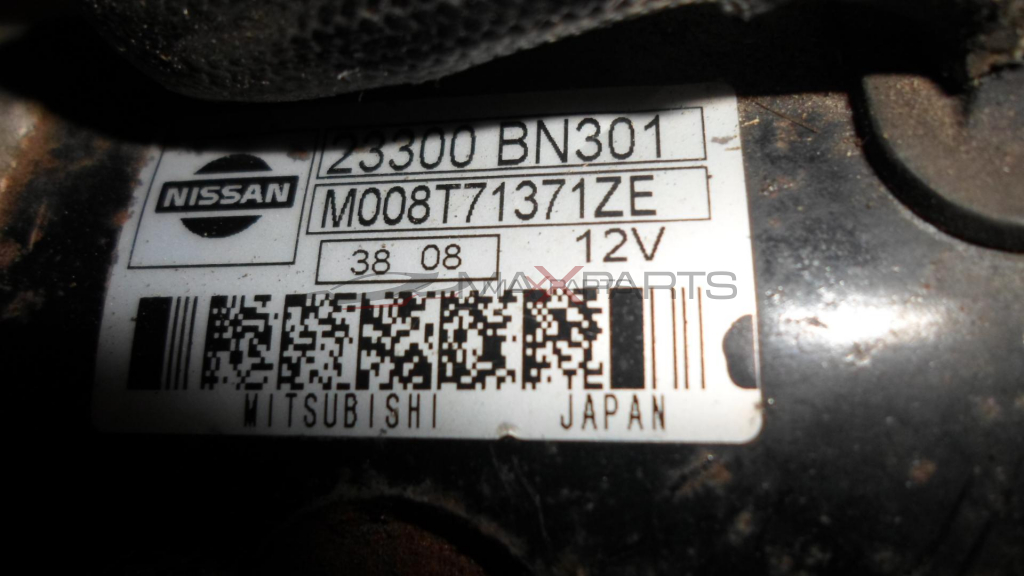 23300 BN301
NISSAN
M008T71371ZE
38 08
12V
MAXPARTS
MITSUBISHI JAPAN